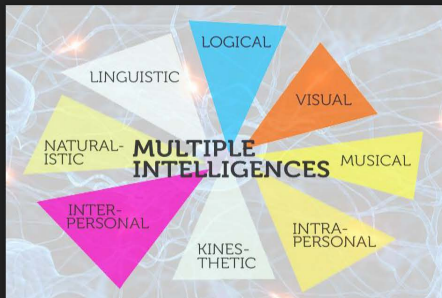 LOGICAL
LINGUISTIC
VISUAL
NATURAL-
ISTIC
MULTIPLE
INTELLIGENCES
MUSICAL
INTER-
PERSONAL
INTRA-
PERSONAL
KINES-
THETIC